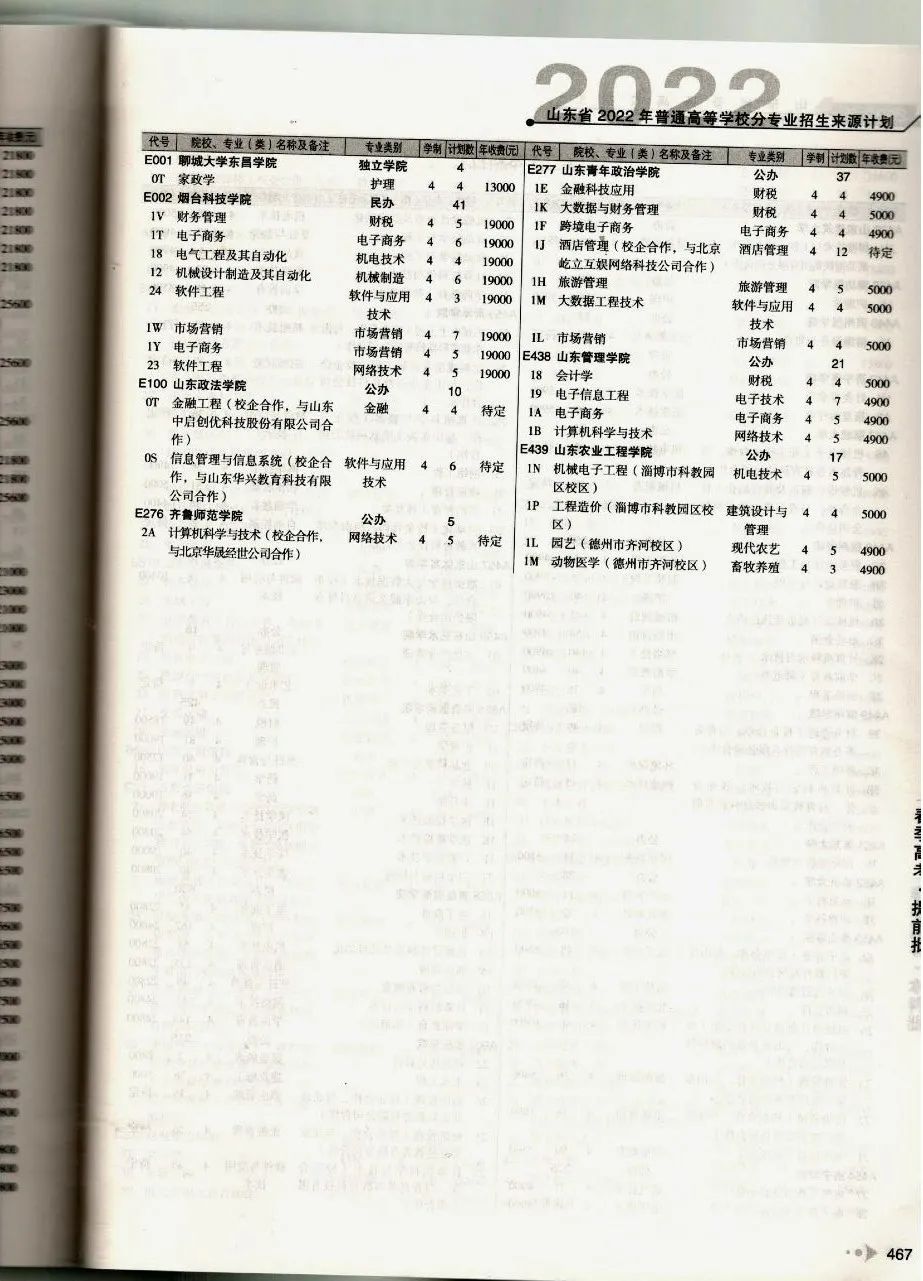 2022
山东省 2022 年普通高等学校分专业招生来源计划
代号 院校、专业（类）名称及备注 专业类别 学制 计划数 年收费(元)
E001 聊城大学东昌学院 独立学院 4
0T 家政学 护理 4 4 13000
E002 烟台科技学院 民办 41
1V 财务管理 财税 4 5 19000
1T 电子商务 电子商务 4 6 19000
18 电气工程及其自动化 机电技术 4 4 19000
12 机械设计制造及其自动化 机械制造 4 6 19000
24 软件工程 软件与应用 4 3 19000
技术
1W 市场营销 市场营销 4 7 19000
1Y 电子商务 市场营销 4 5 19000
23 软件工程 网络技术 4 5 19000
E100 山东政法学院 公办 10
0T 金融工程（校企合作，与山东 金融 4 4 待定
中启创优科技股份有限公司合
作）
0S 信息管理与信息系统（校企合 软件与应用 4 6 待定
作，与山东华兴教育科技有限 技术
公司合作）
E276 齐鲁师范学院 公办 5
2A 计算机科学与技术（校企合作， 网络技术 4 5 待定
与北京华晟经世公司合作）
代号 院校、专业（类）名称及备注 专业类别 学制 计划数 年收费(元)
E277 山东青年政治学院 公办 37
1E 金融科技应用 财税 4 4 4900
1K 大数据与财务管理 财税 4 4 5000
1F 跨境电子商务 电子商务 4 4 4900
1J 酒店管理（校企合作，与北京 酒店管理 4 12 待定
屹立互娱网络科技公司合作）
1H 旅游管理 旅游管理 4 5 5000
1M 大数据工程技术 软件与应用 4 4 5000
技术
1L 市场营销 市场营销 4 4 5000
E438 山东管理学院 公办 21
18 会计学 财税 4 4 5000
19 电子信息工程 电子技术 4 7 4900
1A 电子商务 电子商务 4 5 4900
1B 计算机科学与技术 网络技术 4 5 4900
E439 山东农业工程学院 公办 17
1N 机械电子工程（淄博市科教园 机电技术 4 5 5000
区校区）
1P 工程造价（淄博市科教园区校 建筑设计与 4 4 5000
区） 管理
1L 园艺（德州市齐河校区） 现代农艺 4 5 4900
1M 动物医学（德州市齐河校区） 畜牧养殖 4 3 4900
春季高考·提前批
467